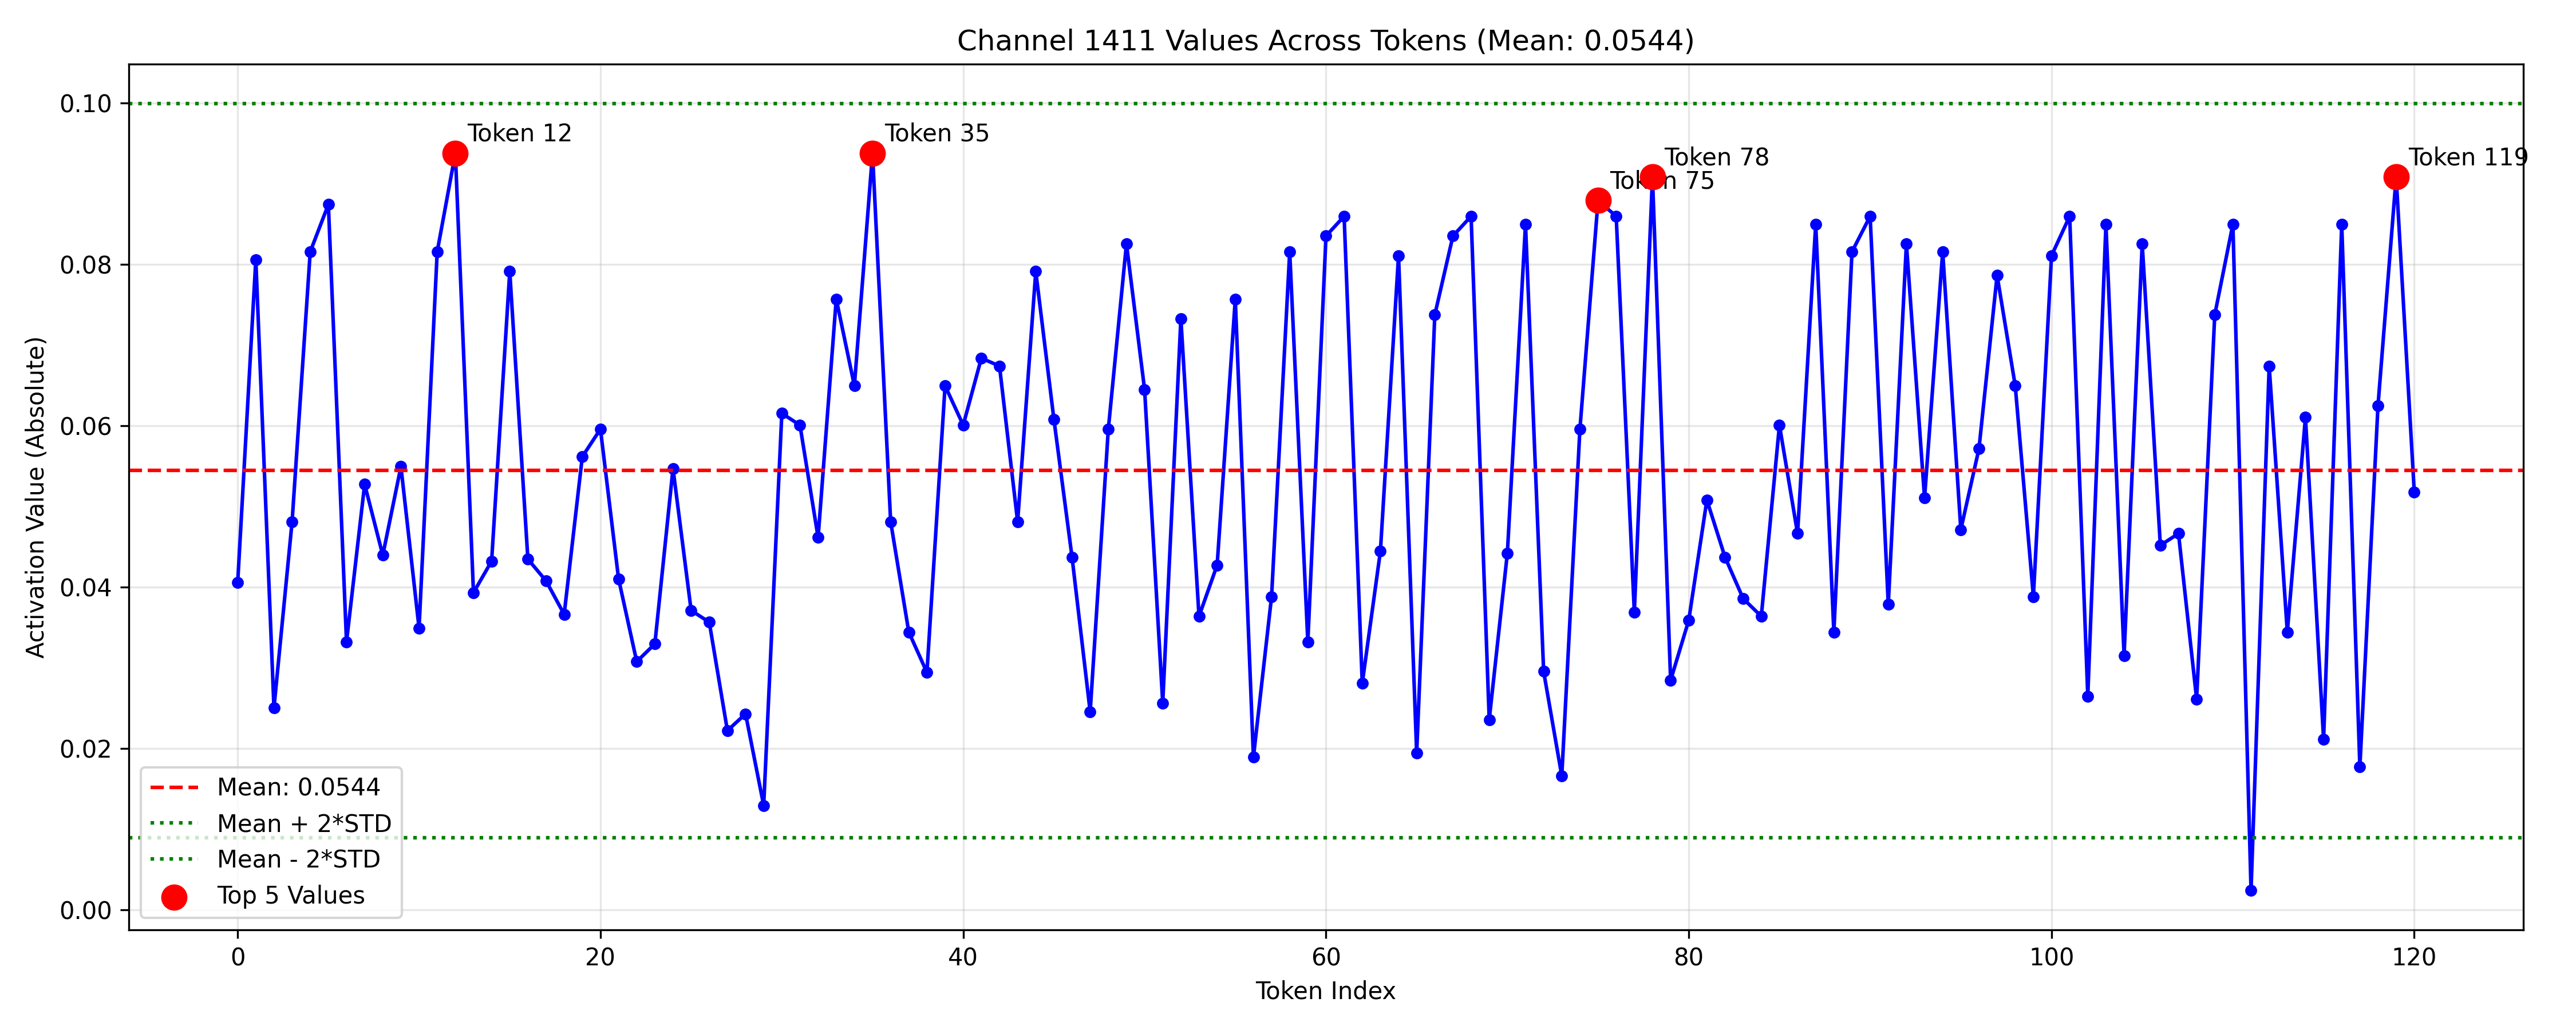 Channel 1411 Values Across Tokens (Mean: 0.0544)
Activation Value (Absolute)
0.10
0.08
0.06
0.04
0.02
0.00
Token 12
Token 35
Token 78
Token 75
Token 119
Mean: 0.0544
Mean + 2*STD
Mean - 2*STD
Top 5 Values
0 20 40 60 80 100 120
Token Index